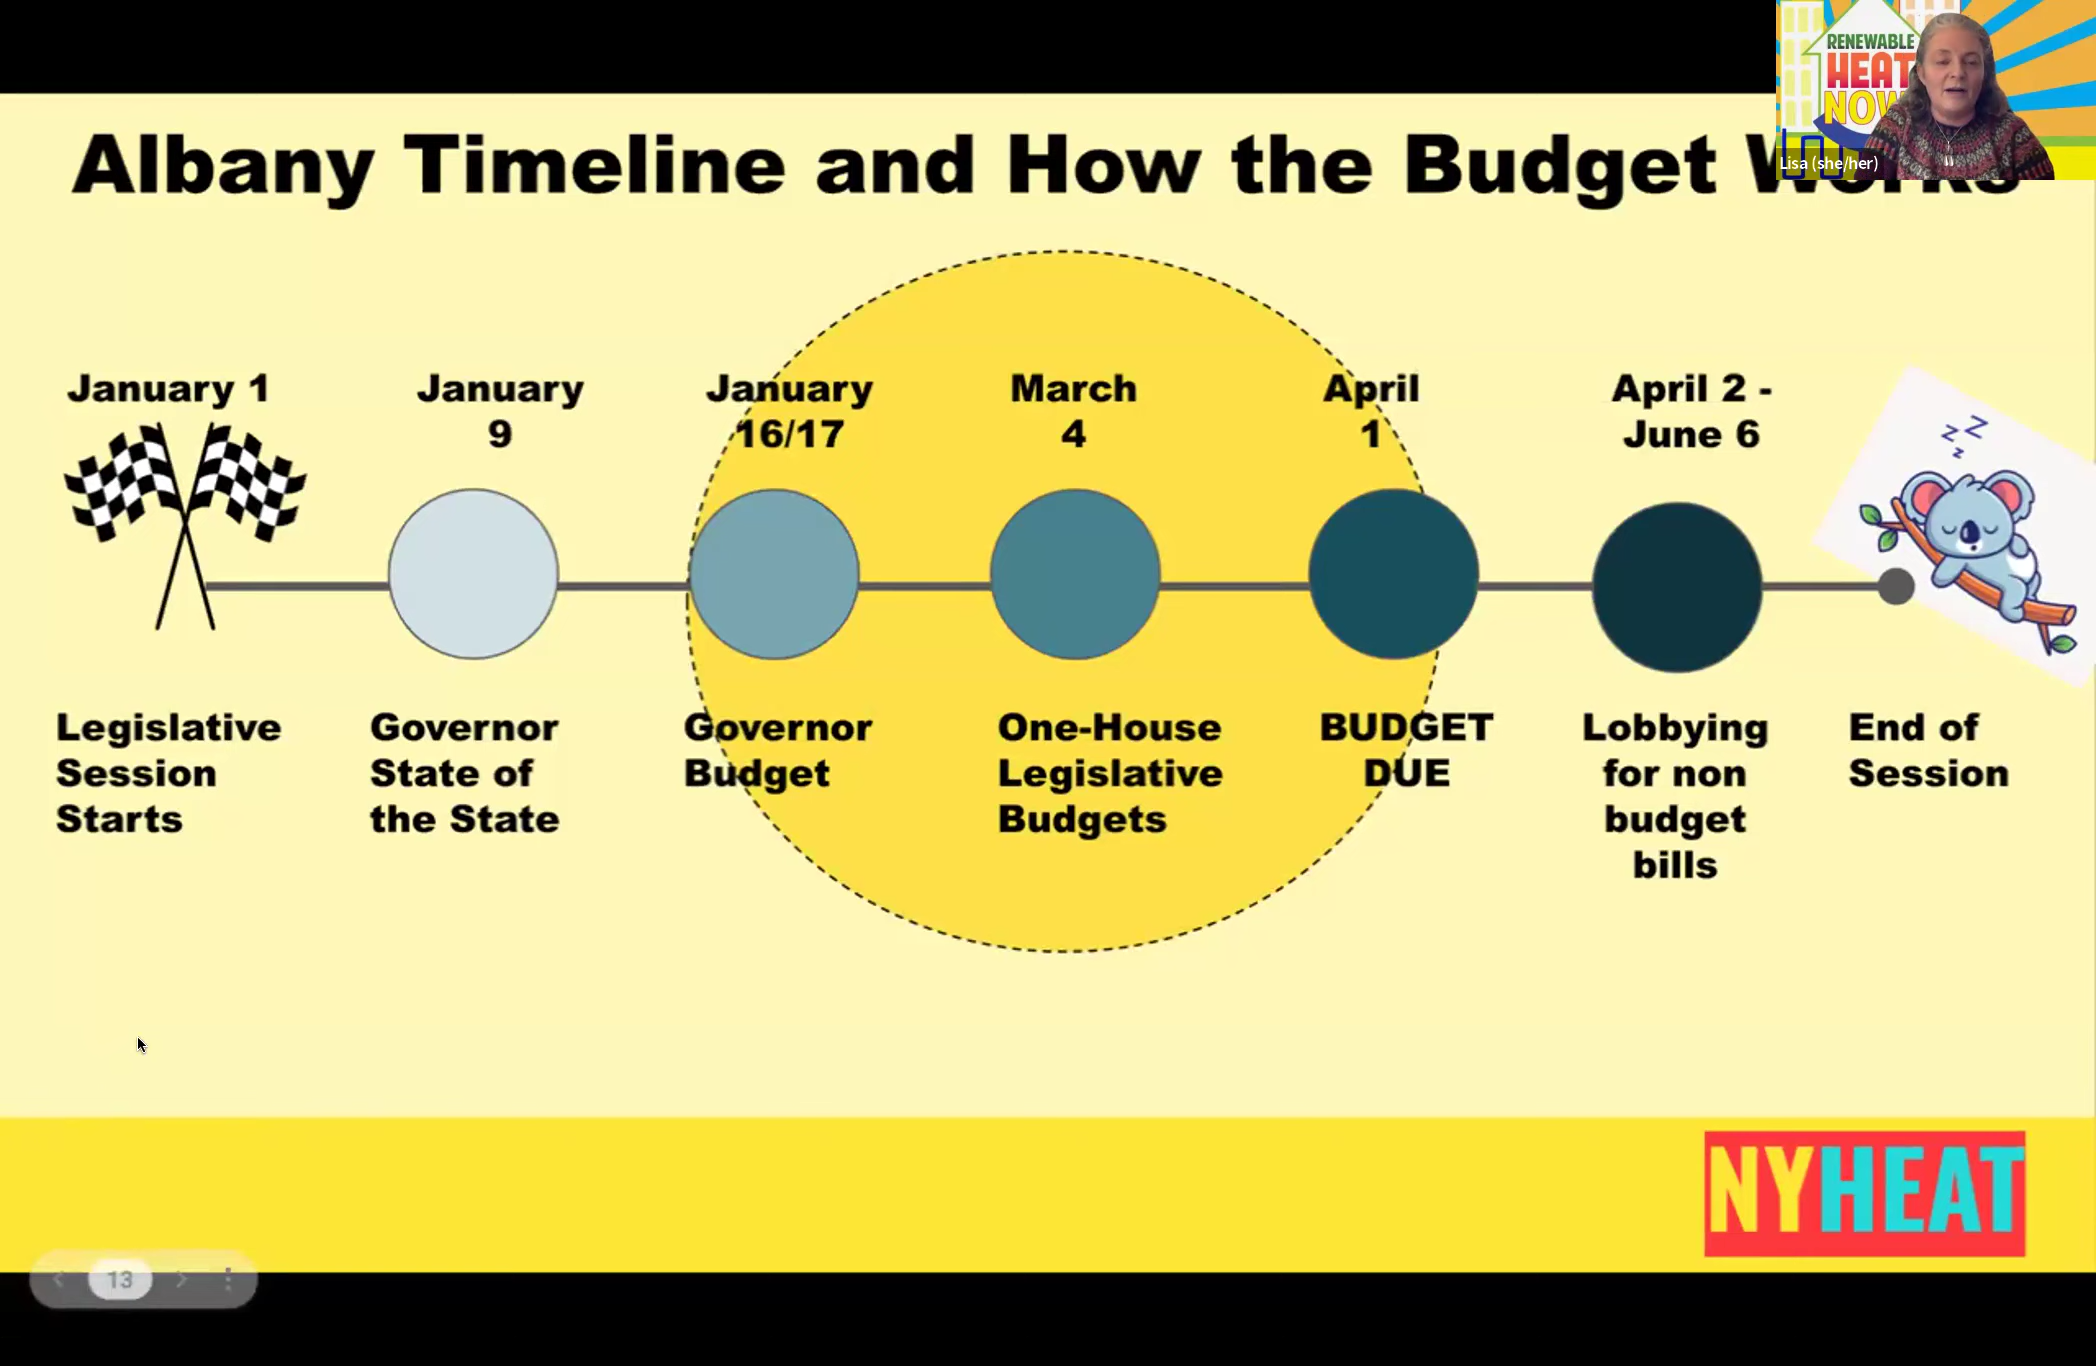 RENEWABLE
HEAT
NOW
Lisa (she/her)
Albany Timeline and How the Budget Works
January 1
January
9
January
16/17
March
4
April
1
April 2 -
June 6
z Z
z
Legislative
Session
Starts
Governor
State of
the State
Governor
Budget
One-House
Legislative
Budgets
BUDGET
DUE
Lobbying
for non
budget
bills
End of
Session
NYHEAT
13